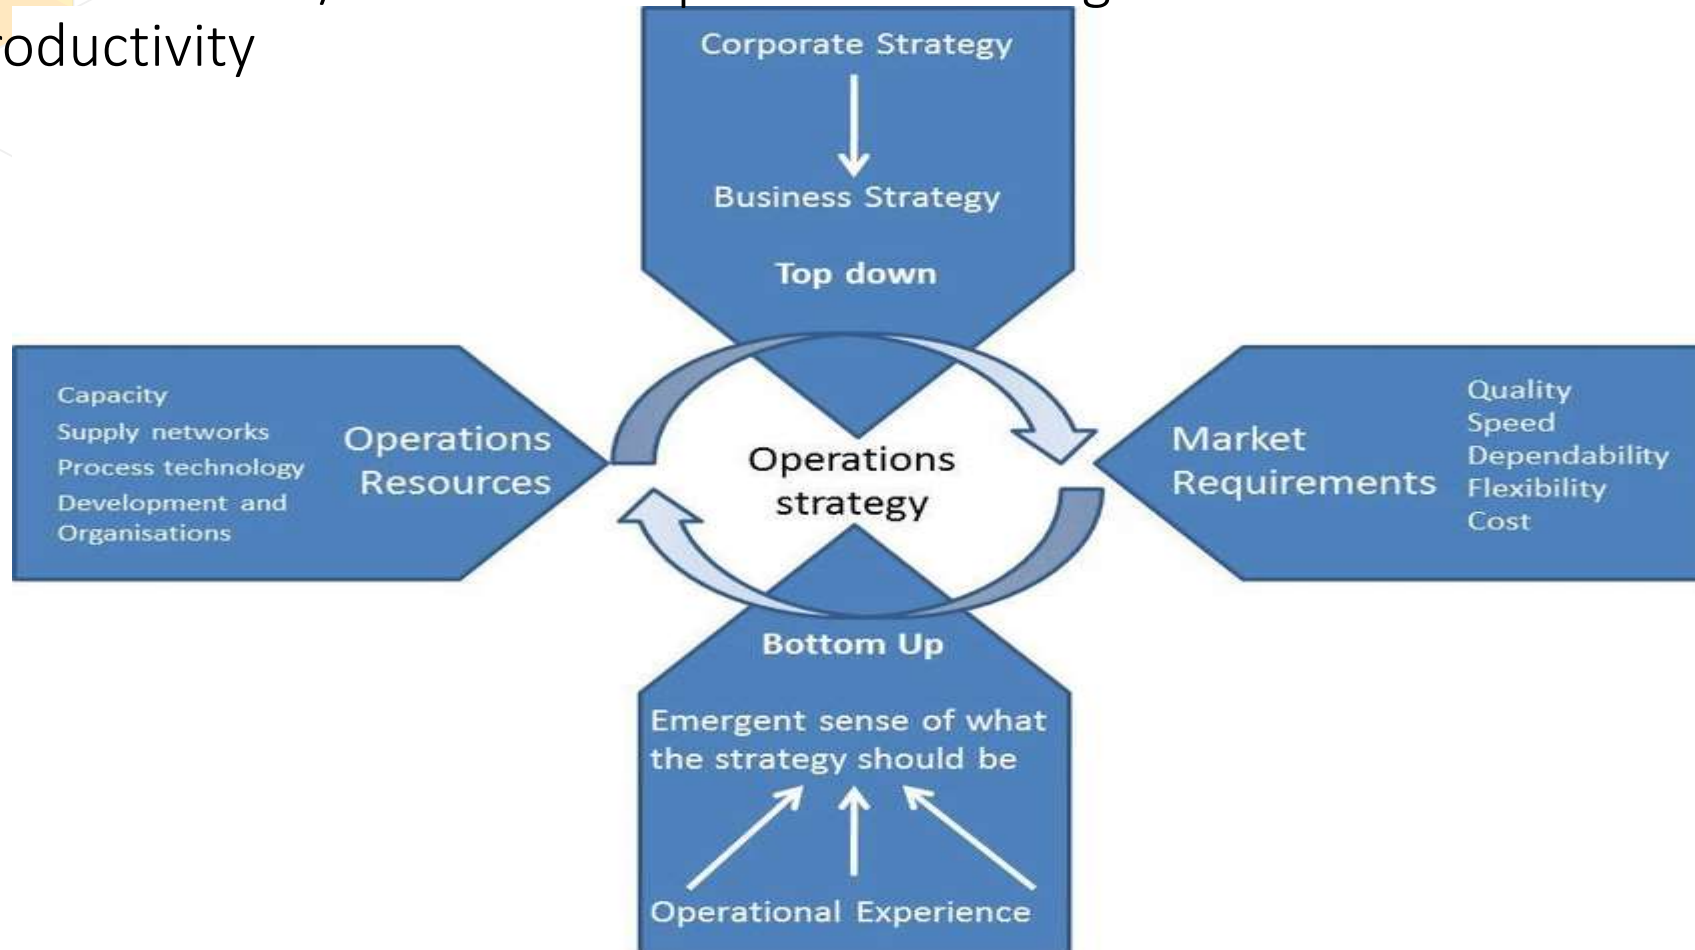 roductivity
Corporate Strategy
Business Strategy
Top down
Capacity
Supply networks
Process technology
Development and
Organisations
Operations
Resources
Operations
strategy
Market
Requirements
Quality
Speed
Dependability
Flexibility
Cost
Bottom Up
Emergent sense of what
the strategy should be
Operational Experience